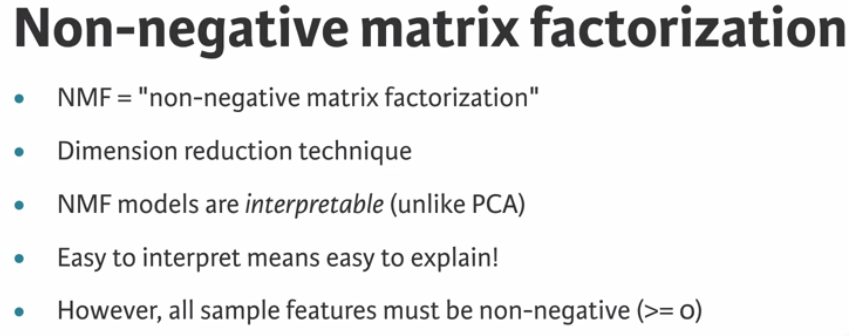 Non-negative matrix factorization
• NMF = "non-negative matrix factorization"
• Dimension reduction technique
• NMF models are interpretable (unlike PCA)
• Easy to interpret means easy to explain!
• However, all sample features must be non-negative (>= 0)